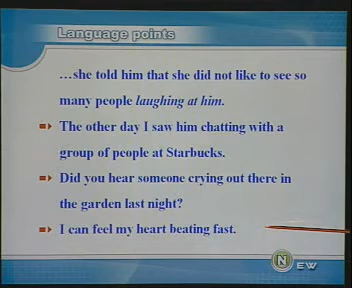 Language points
…she told him that she did not like to see so
many people laughing at him.
The other day I saw him chatting with a
group of people at Starbucks.
Did you hear someone crying out there in
the garden last night?
I can feel my heart beating fast.
NEW